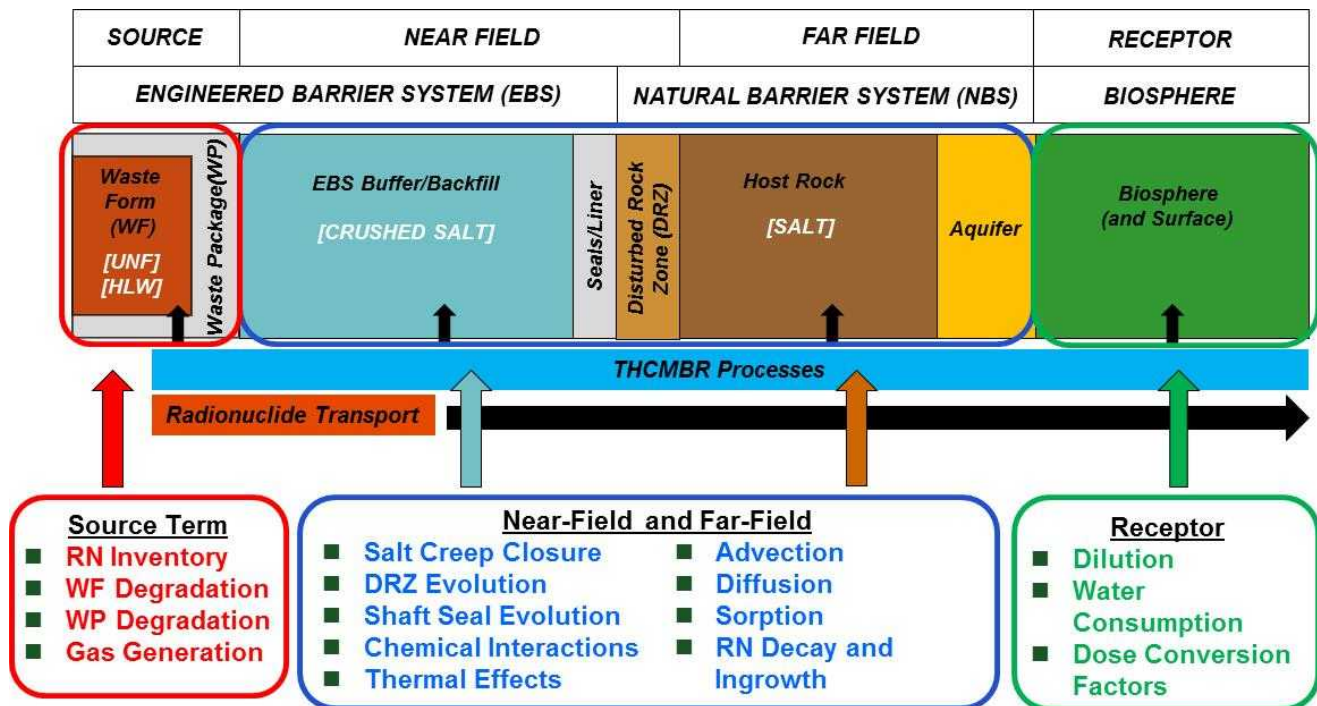 SOURCE
NEAR FIELD
FAR FIELD
RECEPTOR
ENGINEERED BARRIER SYSTEM (EBS)
NATURAL BARRIER SYSTEM (NBS)
BIOSPHERE
Waste
Form
(WF)
[UNF]
[HLW]
Waste Package(WP)
EBS Buffer/Backfill
[CRUSHED SALT]
Seals/Liner
Disturbed Rock
Zone (DRZ)
Host Rock
[SALT]
Aquifer
Biosphere
(and Surface)
THCMBR Processes
Radionuclide Transport
Source Term
RN Inventory
WF Degradation
WP Degradation
Gas Generation
Near-Field and Far-Field
Salt Creep Closure
DRZ Evolution
Shaft Seal Evolution
Chemical Interactions
Thermal Effects
Advection
Diffusion
Sorption
RN Decay and
Ingrowth
Receptor
Dilution
Water
Consumption
Dose Conversion
Factors